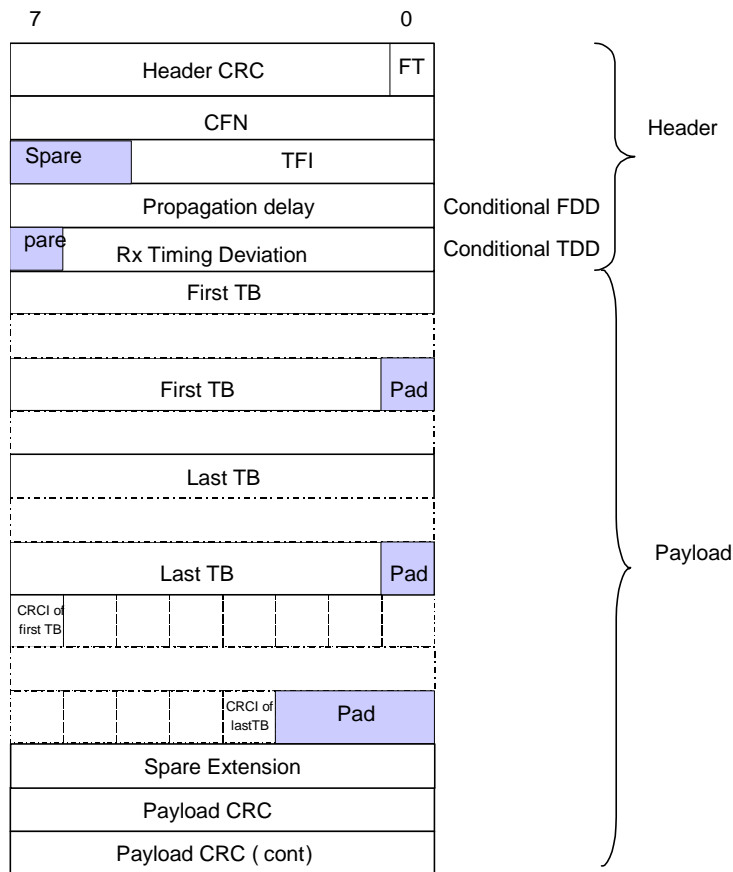 7 0
Header CRC FT
CFN
Header
Spare TFI
Propagation delay Conditional FDD
pare Rx Timing Deviation Conditional TDD
First TB
First TB Pad
Last TB
Payload
Last TB Pad
CRCI of
first TB
CRCI of
lastTB
Pad
Spare Extension
Payload CRC
Payload CRC ( cont)